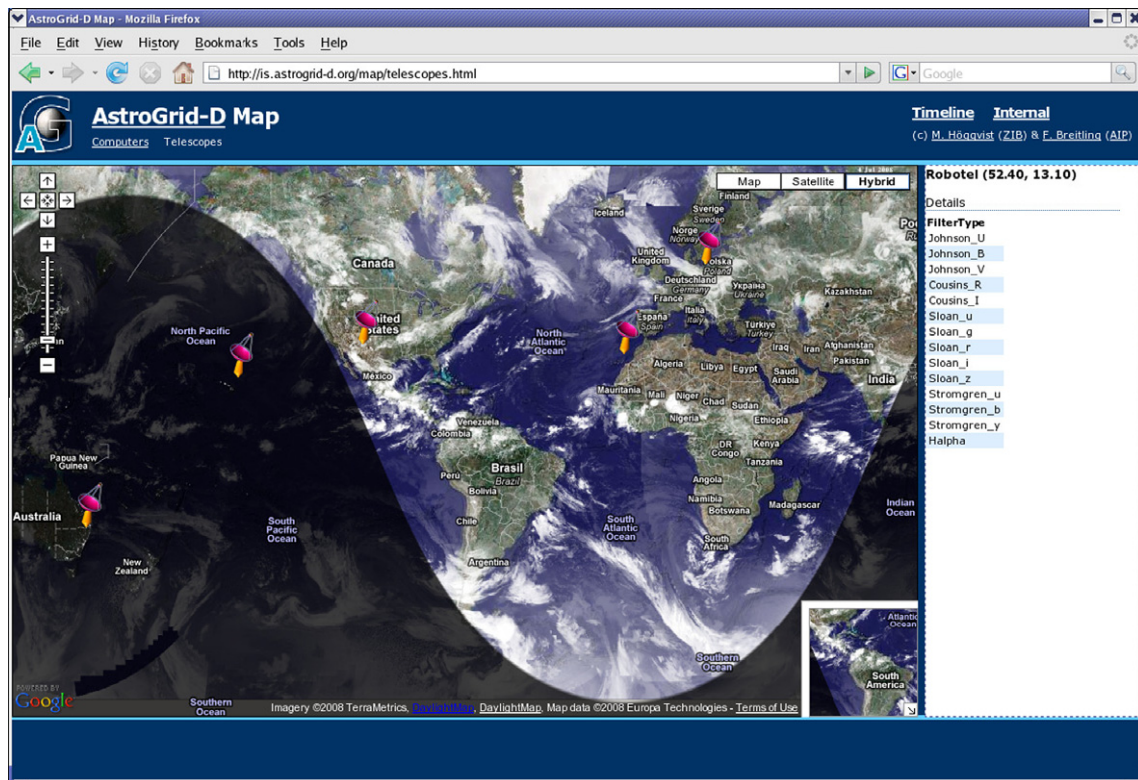 AstroGrid-D Map - Mozilla Firefox
File Edit View History Bookmarks Tools Help
http://is.astrogrid-d.org/map/telescopes.html
Google
AG
AstroGrid-D Map
Computers Telescopes
Timeline Internal
(c) M. Högqvist (ZIB) & F. Breitling (AIP)
Map Satellite Hybrid
Robotel (52.40, 13.10)
Details
FilterType
Johnson_U
Johnson_B
Johnson_V
Cousins_R
Cousins_I
Sloan_u
Sloan_g
Sloan_r
Sloan_i
Sloan_z
Stromgren_u
Stromgren_b
Stromgren_y
Halpha
Finland
Iceland
Sverige
Sweden
Norge
Norway
United
Kingdom
Polska
Poland
Deutschland
Germany
Україна
Ukraine
Kazakhstan
France
Canada
United
States
España
Spain
Italia
Italy
Türkiye
Turkey
North Pacific
Ocean
North
Atlantic
Ocean
Iraq
Iran
Afghanistan
Pakistan
Algeria
Libya
Egypt
Saudi
Arabia
India
México
Mauritania
Mali
Niger
Chad
Sudan
Nigeria
Ethiopia
Venezuela
Colombia
DR
Congo
Kenya
Tanzania
Papua New
Guinea
Brasil
Brazil
Perú
Bolivia
Angola
Namibia
Botswana
Madagascar
Indian
Ocean
Australia
South
Pacific
Ocean
Chile
South
Atlantic
Ocean
South
Africa
New
Zealand
Argentina
Atlantic
Ocean
South
America
Southern
Ocean
Southern
Ocean
POWERED BY
Google
Imagery ©2008 TerraMetrics, DaylightMap, DaylightMap, Map data ©2008 Europa Technologies - Terms of Use